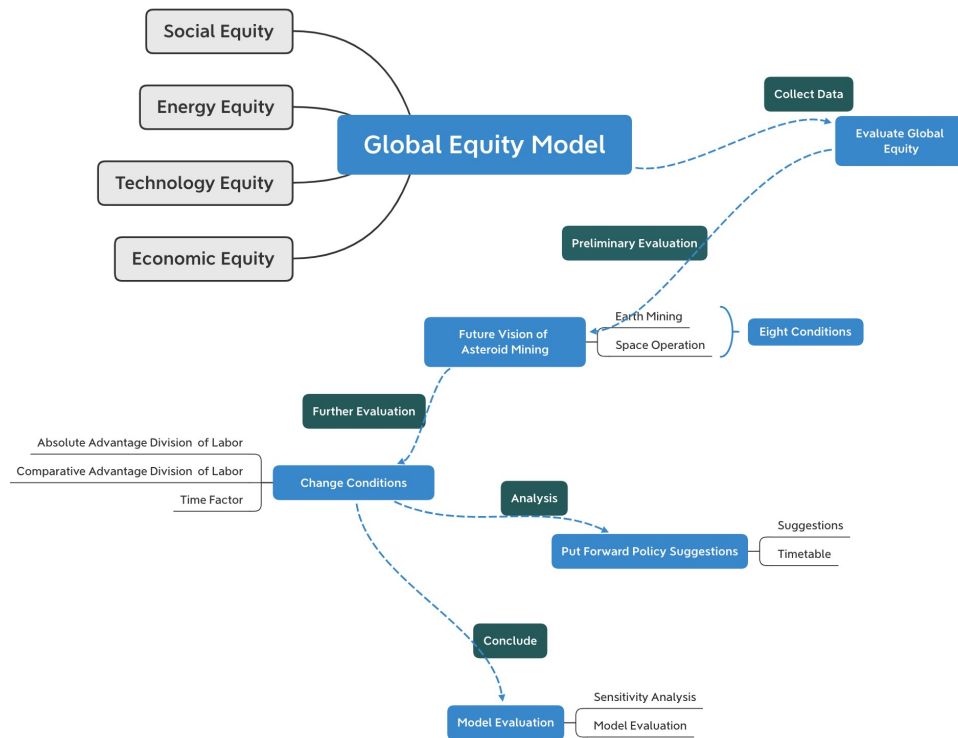 Social Equity
Energy Equity
Technology Equity
Economic Equity
Global Equity Model
Collect Data
Evaluate Global
Equity
Preliminary Evaluation
Future Vision of
Asteroid Mining
Earth Mining
Space Operation
Eight Conditions
Further Evaluation
Absolute Advantage Division of Labor
Comparative Advantage Division of Labor
Time Factor
Change Conditions
Analysis
Put Forward Policy Suggestions
Suggestions
Timetable
Conclude
Model Evaluation
Sensitivity Analysis
Model Evaluation